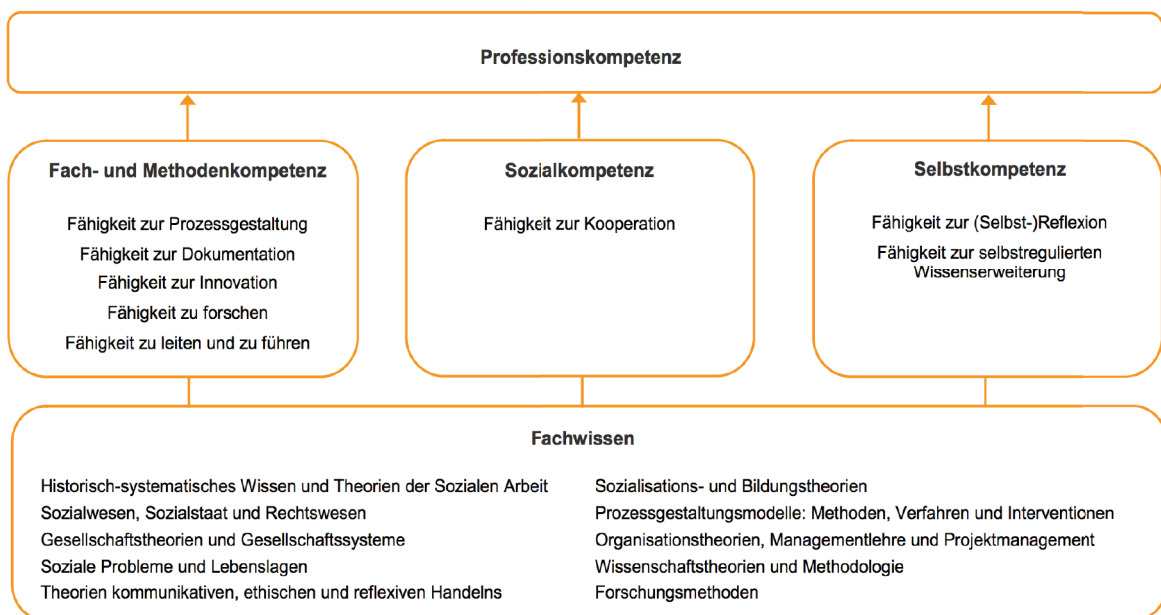 Professionskompetenz
Fach- und Methodenkompetenz
Fähigkeit zur Prozessgestaltung
Fähigkeit zur Dokumentation
Fähigkeit zur Innovation
Fähigkeit zu forschen
Fähigkeit zu leiten und zu führen
Sozialkompetenz
Fähigkeit zur Kooperation
Selbstkompetenz
Fähigkeit zur (Selbst-)Reflexion
Fähigkeit zur selbstregulierten
Wissenserweiterung
Fachwissen
Historisch-systematisches Wissen und Theorien der Sozialen Arbeit
Sozialwesen, Sozialstaat und Rechtswesen
Gesellschaftstheorien und Gesellschaftssysteme
Soziale Probleme und Lebenslagen
Theorien kommunikativen, ethischen und reflexiven Handelns
Sozialisations- und Bildungstheorien
Prozessgestaltungsmodelle: Methoden, Verfahren und Interventionen
Organisationstheorien, Managementlehre und Projektmanagement
Wissenschaftstheorien und Methodologie
Forschungsmethoden